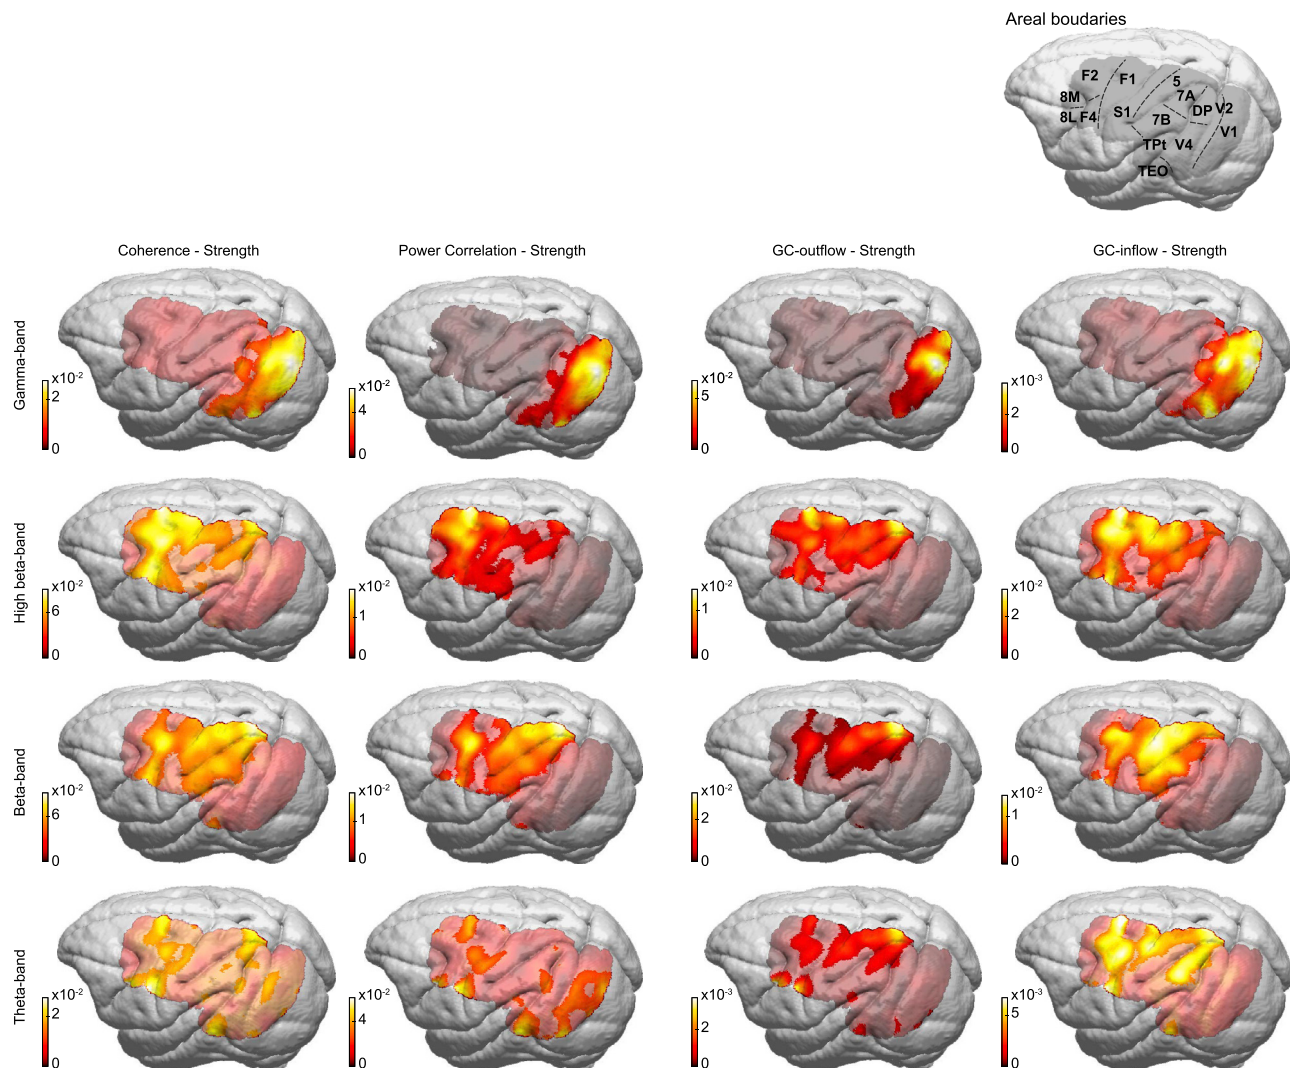 Areal boudaries
F2
F1
5
8M
7A
8L
F4
S1
7B
DP
V2
V1
TPt
V4
TEO
Coherence - Strength
Power Correlation - Strength
GC-outflow - Strength
GC-inflow - Strength
Gamma-band
x10-2
2
0
x10-2
4
0
x10-2
5
0
x10-3
2
0
High beta-band
x10-2
6
0
x10-2
1
0
x10-2
1
0
x10-2
2
0
Beta-band
x10-2
6
0
x10-2
1
0
x10-2
2
0
x10-2
1
0
Theta-band
x10-2
2
0
x10-2
4
0
x10-3
2
0
x10-3
5
0